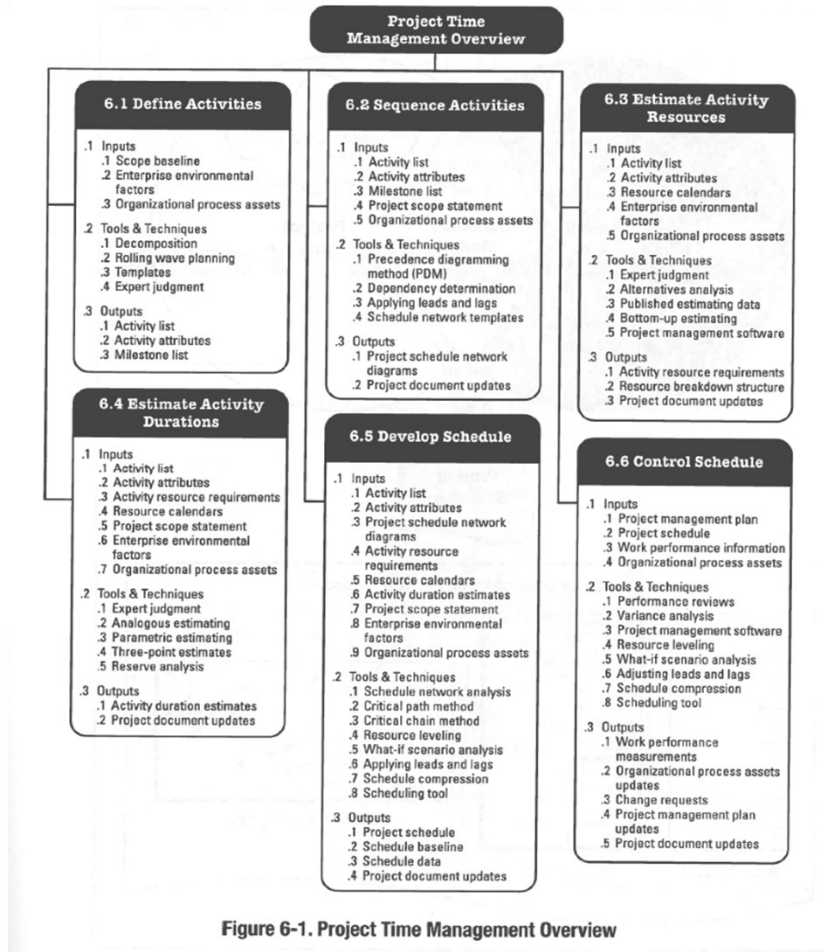 Project Time
Management Overview
6.1 Define Activities
.1 Inputs
.1 Scope baseline
.2 Enterprise environmental
factors
.3 Organizational process assets
.2 Tools & Techniques
.1 Decomposition
.2 Rolling wave planning
.3 Templates
.4 Expert judgment
.3 Outputs
.1 Activity list
.2 Activity attributes
.3 Milestone list
6.2 Sequence Activities
.1 Inputs
.1 Activity list
.2 Activity attributes
.3 Milestone list
.4 Project scope statement
.5 Organizational process assets
.2 Tools & Techniques
.1 Precedence diagramming
method (PDM)
.2 Dependency determination
.3 Applying leads and lags
.4 Schedule network templates
.3 Outputs
.1 Project schedule network
diagrams
.2 Project document updates
6.3 Estimate Activity
Resources
.1 Inputs
.1 Activity list
.2 Activity attributes
.3 Resource calendars
.4 Enterprise environmental
factors
.5 Organizational process assets
.2 Tools & Techniques
.1 Expert judgment
.2 Alternatives analysis
.3 Published estimating data
.4 Bottom-up estimating
.5 Project management software
.3 Outputs
.1 Activity resource requirements
.2 Resource breakdown structure
.3 Project document updates
6.4 Estimate Activity
Durations
.1 Inputs
.1 Activity list
.2 Activity attributes
.3 Activity resource requirements
.4 Resource calendars
.5 Project scope statement
.6 Enterprise environmental
factors
.7 Organizational process assets
.2 Tools & Techniques
.1 Expert judgment
.2 Analogous estimating
.3 Parametric estimating
.4 Three-point estimates
.5 Reserve analysis
.3 Outputs
.1 Activity duration estimates
.2 Project document updates
6.5 Develop Schedule
.1 Inputs
.1 Activity list
.2 Activity attributes
.3 Project schedule network
diagrams
.4 Activity resource
requirements
.5 Resource calendars
.6 Activity duration estimates
.7 Project scope statement
.8 Enterprise environmental
factors
.9 Organizational process assets
.2 Tools & Techniques
.1 Schedule network analysis
.2 Critical path method
.3 Critical chain method
.4 Resource leveling
.5 What-if scenario analysis
.6 Applying leads and lags
.7 Schedule compression
.8 Scheduling tool
.3 Outputs
.1 Project schedule
.2 Schedule baseline
.3 Schedule data
.4 Project document updates
6.6 Control Schedule
.1 Inputs
.1 Project management plan
.2 Project schedule
.3 Work performance information
.4 Organizational process assets
.2 Tools & Techniques
.1 Performance reviews
.2 Variance analysis
.3 Project management software
.4 Resource leveling
.5 What-if scenario analysis
.6 Adjusting leads and lags
.7 Schedule compression
.8 Scheduling tool
.3 Outputs
.1 Work performance
measurements
.2 Organizational process assets
updates
.3 Change requests
.4 Project management plan
updates
.5 Project document updates
Figure 6-1. Project Time Management Overview